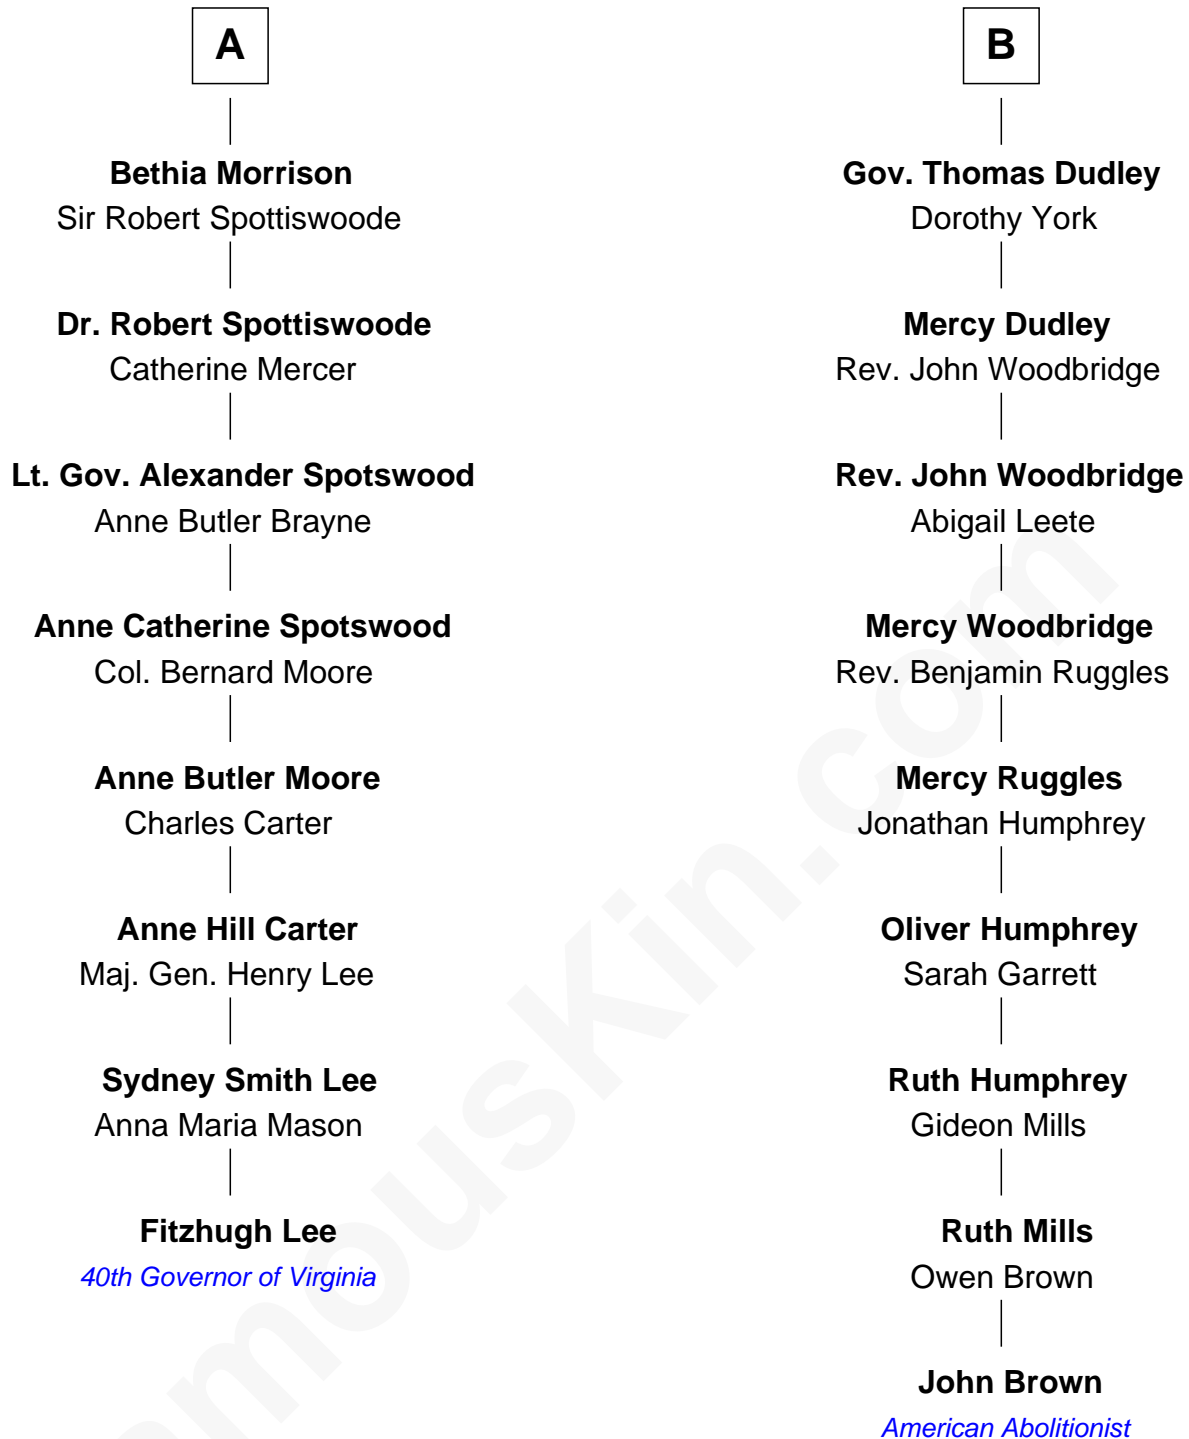 A
Bethia Morrison
Sir Robert Spottiswoode
Dr. Robert Spottiswoode
Catherine Mercer
Lt. Gov. Alexander Spotswood
Anne Butler Brayne
Anne Catherine Spotswood
Col. Bernard Moore
Anne Butler Moore
Charles Carter
Anne Hill Carter
Maj. Gen. Henry Lee
Sydney Smith Lee
Anna Maria Mason
Fitzhugh Lee
40th Governor of Virginia
B
Gov. Thomas Dudley
Dorothy York
Mercy Dudley
Rev. John Woodbridge
Rev. John Woodbridge
Abigail Leete
Mercy Woodbridge
Rev. Benjamin Ruggles
Mercy Ruggles
Jonathan Humphrey
Oliver Humphrey
Sarah Garrett
Ruth Humphrey
Gideon Mills
Ruth Mills
Owen Brown
John Brown
American Abolitionist